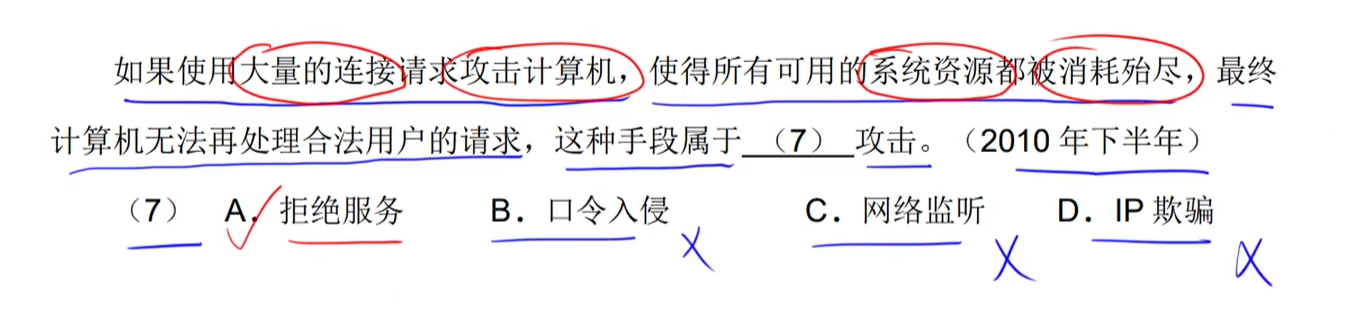 如果使用大量的连接请求攻击计算机，使得所有可用的系统资源都被消耗殆尽，最终
计算机无法再处理合法用户的请求，这种手段属于（7）攻击。（2010 年下半年）
（7） A．拒绝服务 B．口令入侵 C．网络监听 D．IP 欺骗